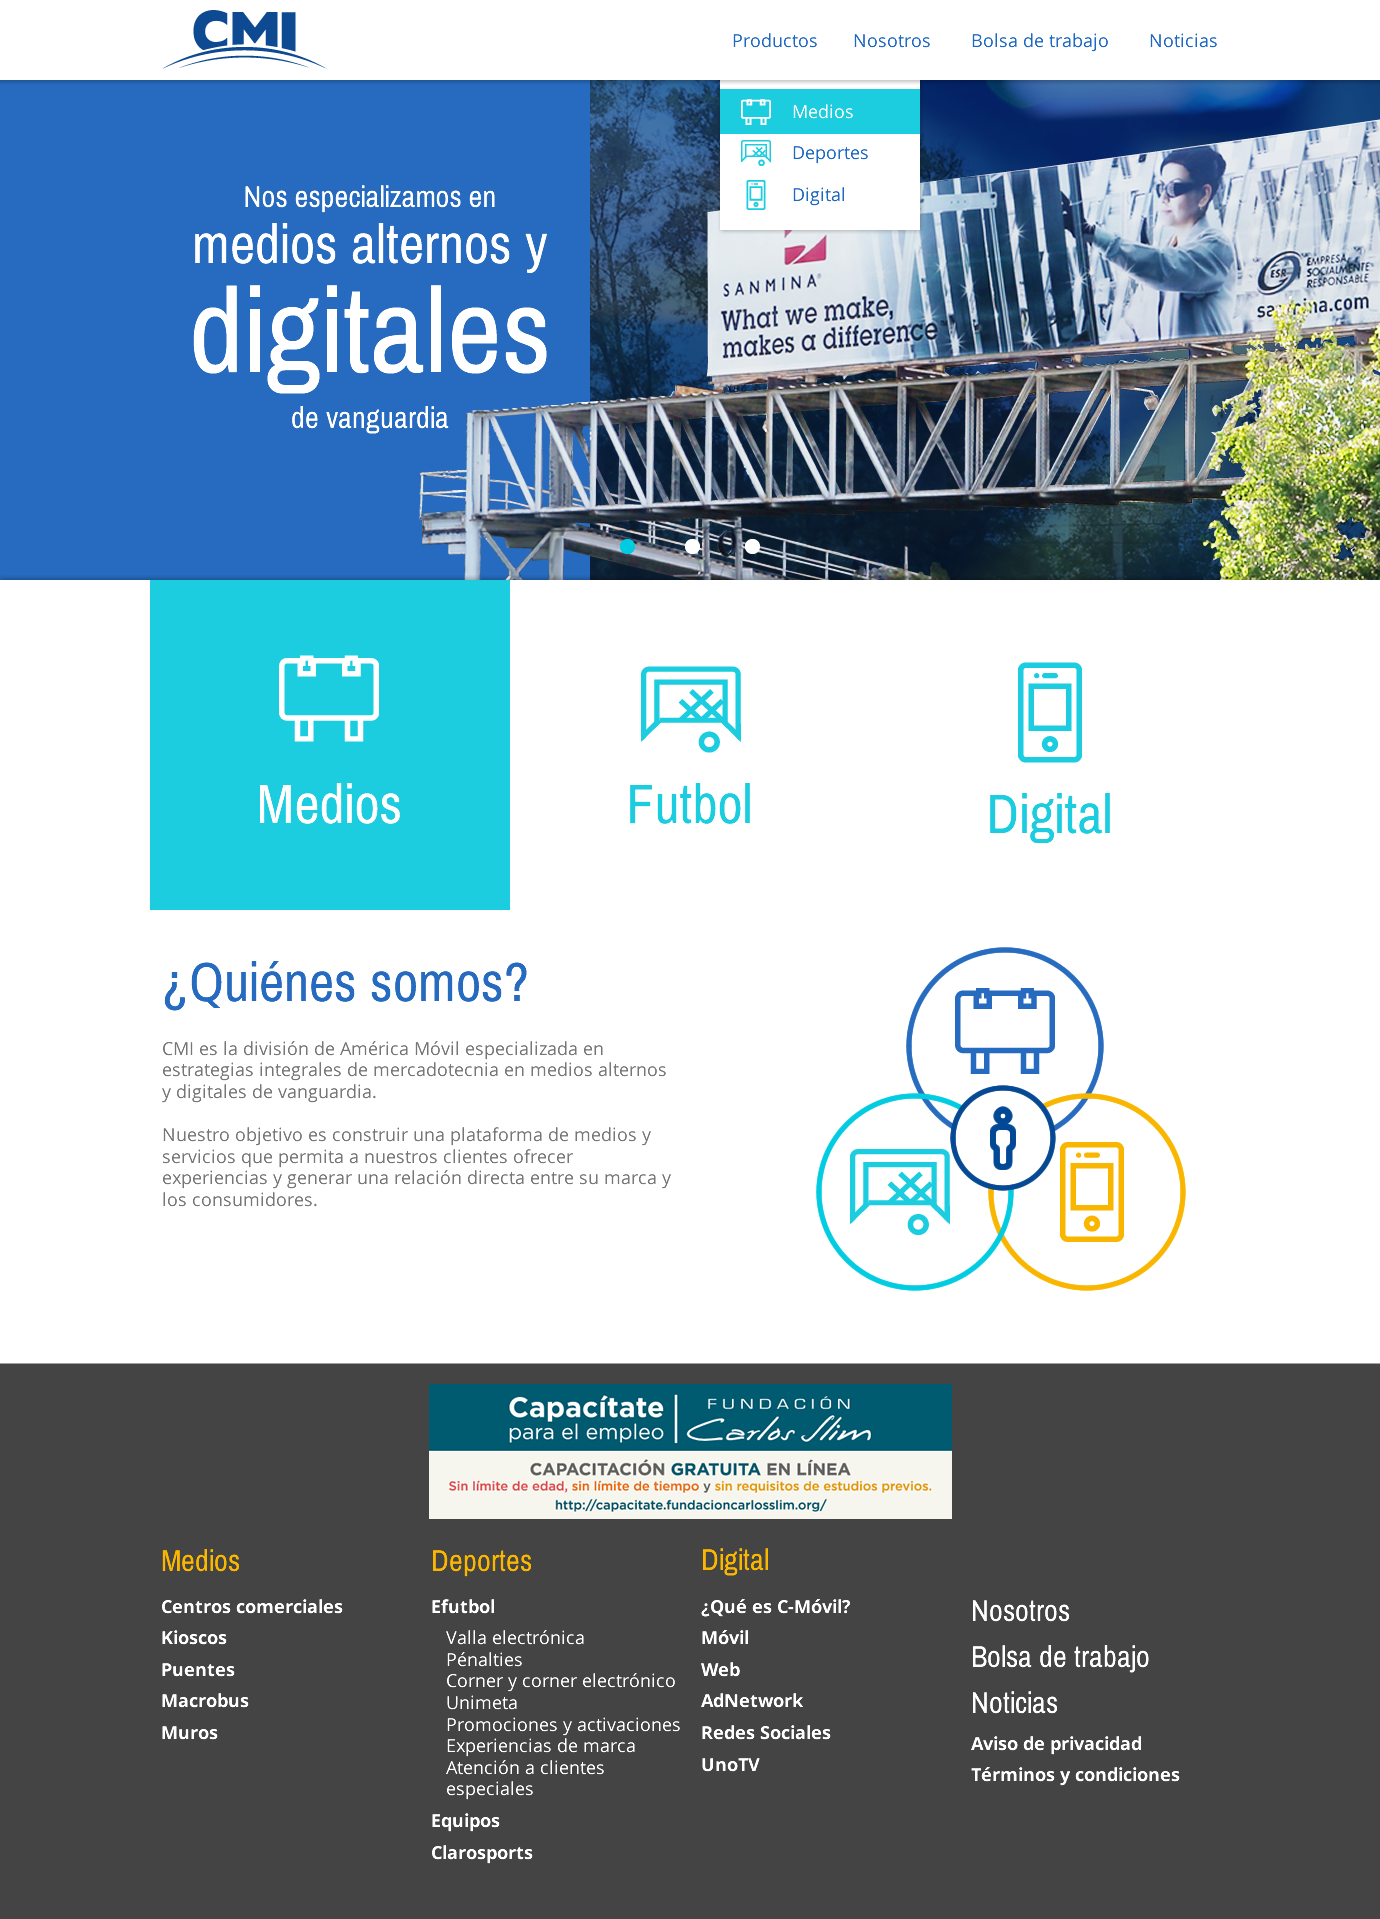 CMI
Productos
Nosotros
Bolsa de trabajo
Noticias
Medios
Deportes
Digital
Nos especializamos en
medios alternos y
digitales
de vanguardia
SANMINA®
What we make,
makes a difference
ESR
EMPRESA
SOCIALMENTE
RESPONSABLE
Medios
Futbol
Digital
¿Quiénes somos?
CMI es la división de América Móvil especializada en
estrategias integrales de mercadotecnia en medios alternos
y digitales de vanguardia.
Nuestro objetivo es construir una plataforma de medios y
servicios que permita a nuestros clientes ofrecer
experiencias y generar una relación directa entre su marca y
los consumidores.
Capacítate
para el empleo
FUNDACIÓN
Carlos Slim
CAPACITACIÓN GRATUITA EN LÍNEA
Sin límite de edad, sin límite de tiempo y sin requisitos de estudios previos.
http://capacitate.fundacioncarlosslim.org/
Medios
Centros comerciales
Kioscos
Puentes
Macrobus
Muros
Deportes
Efutbol
Valla electrónica
Pénalties
Corner y corner electrónico
Unimeta
Promociones y activaciones
Experiencias de marca
Atención a clientes
especiales
Equipos
Clarosports
Digital
¿Qué es C-Móvil?
Móvil
Web
AdNetwork
Redes Sociales
UnoTV
Nosotros
Bolsa de trabajo
Noticias
Aviso de privacidad
Términos y condiciones